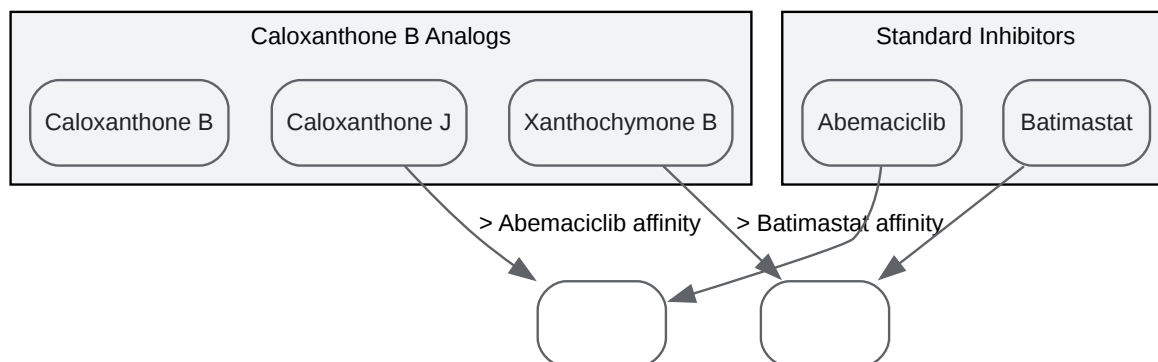 Caloxanthone B Analogs
Standard Inhibitors
Caloxanthone B
Caloxanthone J
Xanthochymone B
Abemaciclib
Batimastat
> Abemaciclib affinity
> Batimastat affinity